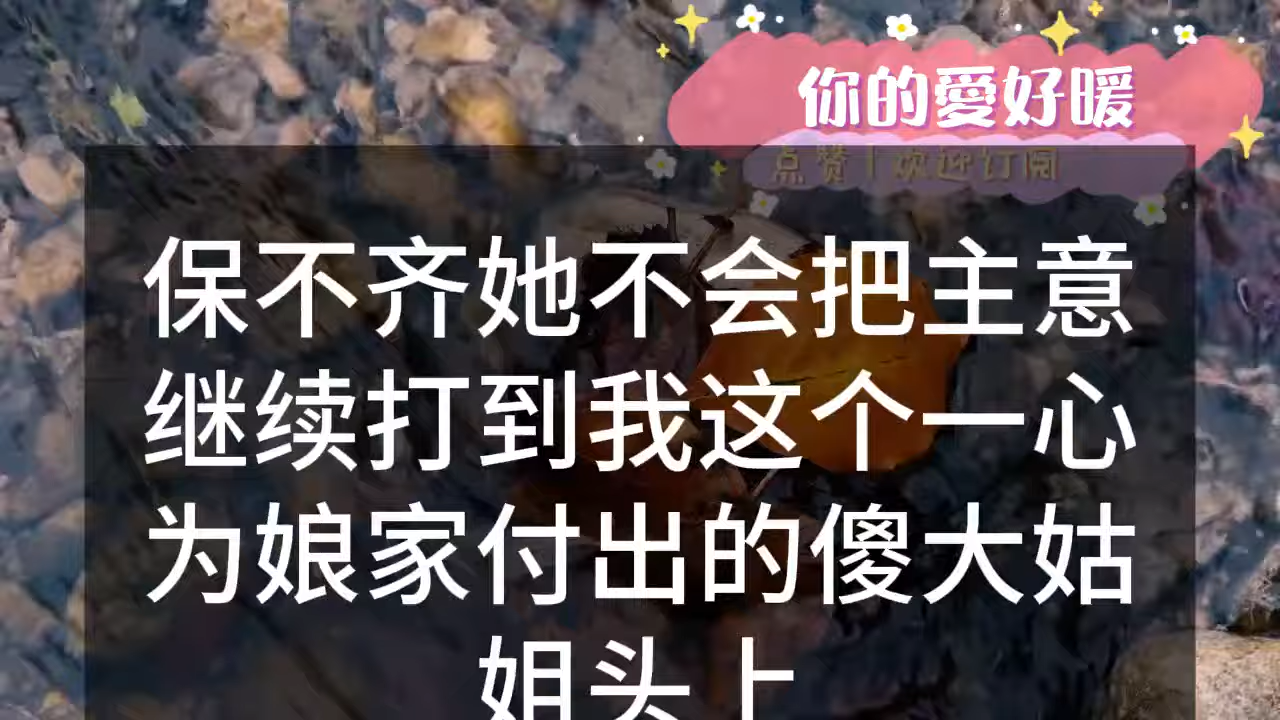 你的愛好暖
点赞 | 欢迎订阅
保不齐她不会把主意
继续打到我这个一心
为娘家付出的傻大姑
姐头上